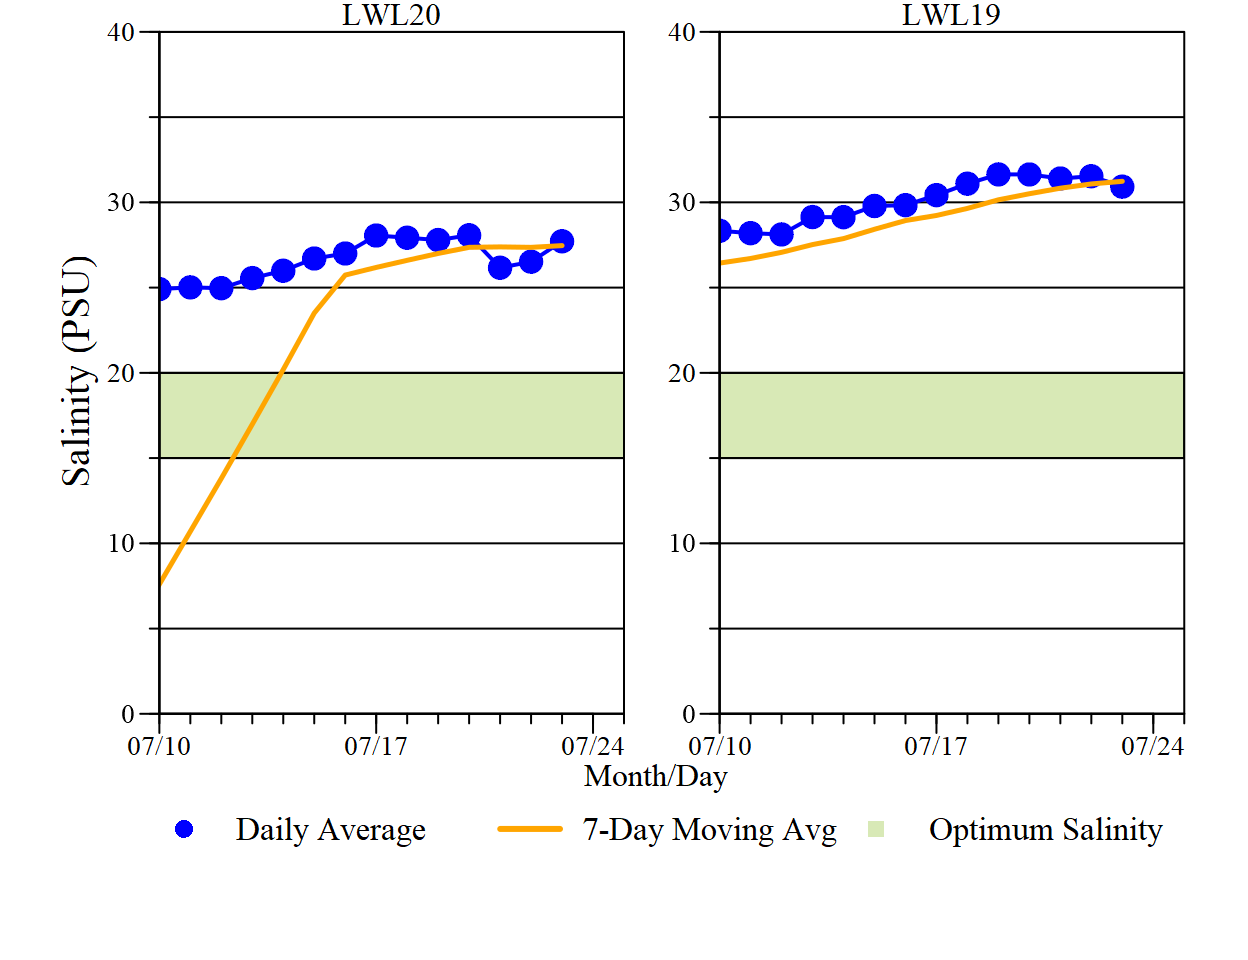 LWL20 LWL19
40 40
30 30
20 20
10 10
0 0
Salinity (PSU)
07/10 07/17 07/24 07/10 07/17 07/24
Month/Day
Daily Average 7-Day Moving Avg Optimum Salinity